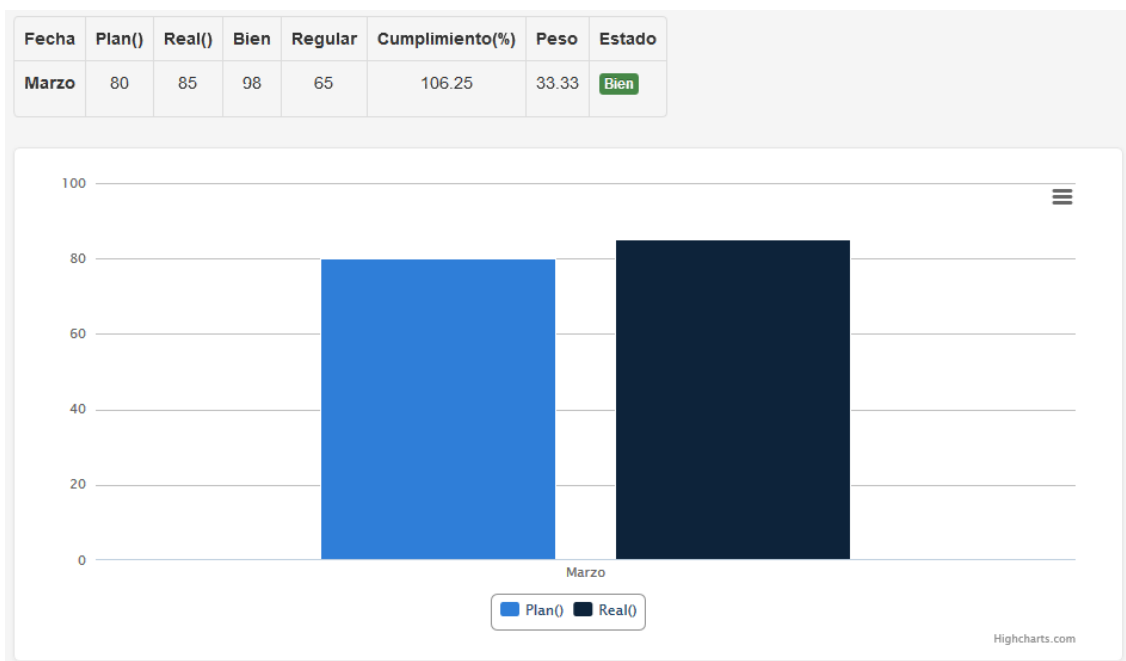 Fecha Plan() Real() Bien Regular Cumplimiento(%) Peso Estado
Marzo 80 85 98 65 106.25 33.33 Bien
100
80
60
40
20
0
Marzo
Plan() Real()
Highcharts.com